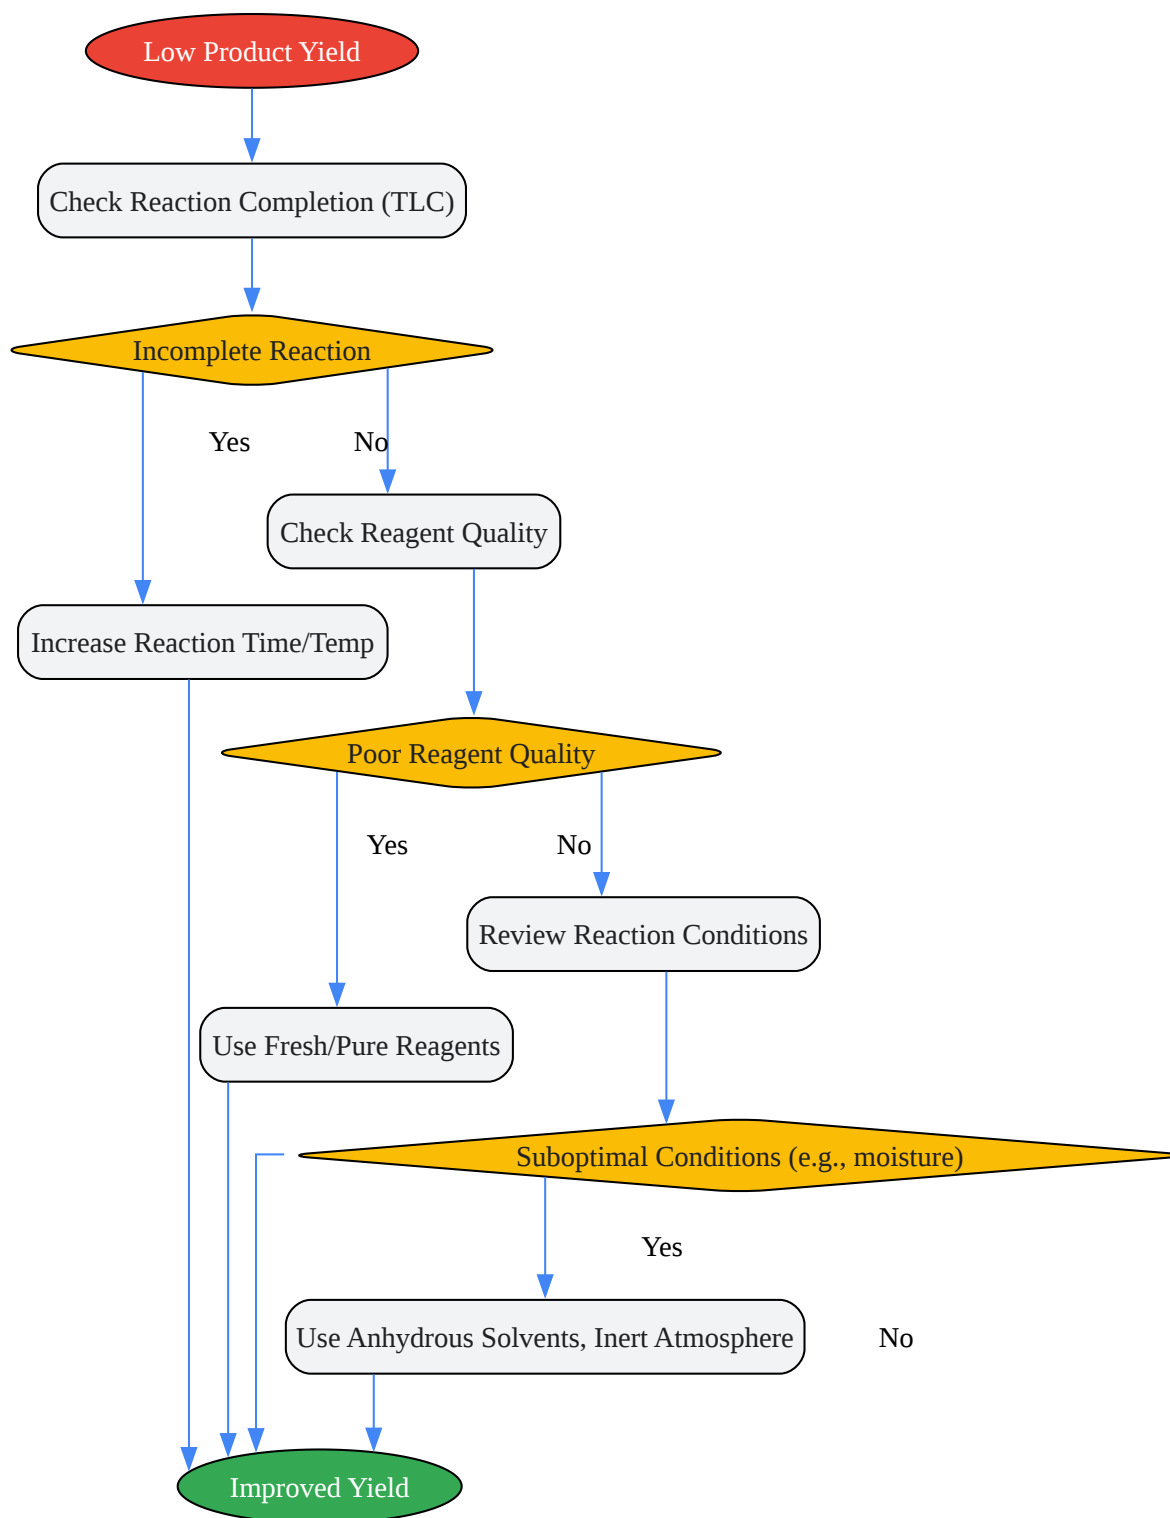 Low Product Yield
Check Reaction Completion (TLC)
Incomplete Reaction
Yes
No
Check Reagent Quality
Increase Reaction Time/Temp
Poor Reagent Quality
Yes
No
Review Reaction Conditions
Use Fresh/Pure Reagents
Suboptimal Conditions (e.g., moisture)
Yes
Use Anhydrous Solvents, Inert Atmosphere
No
Improved Yield